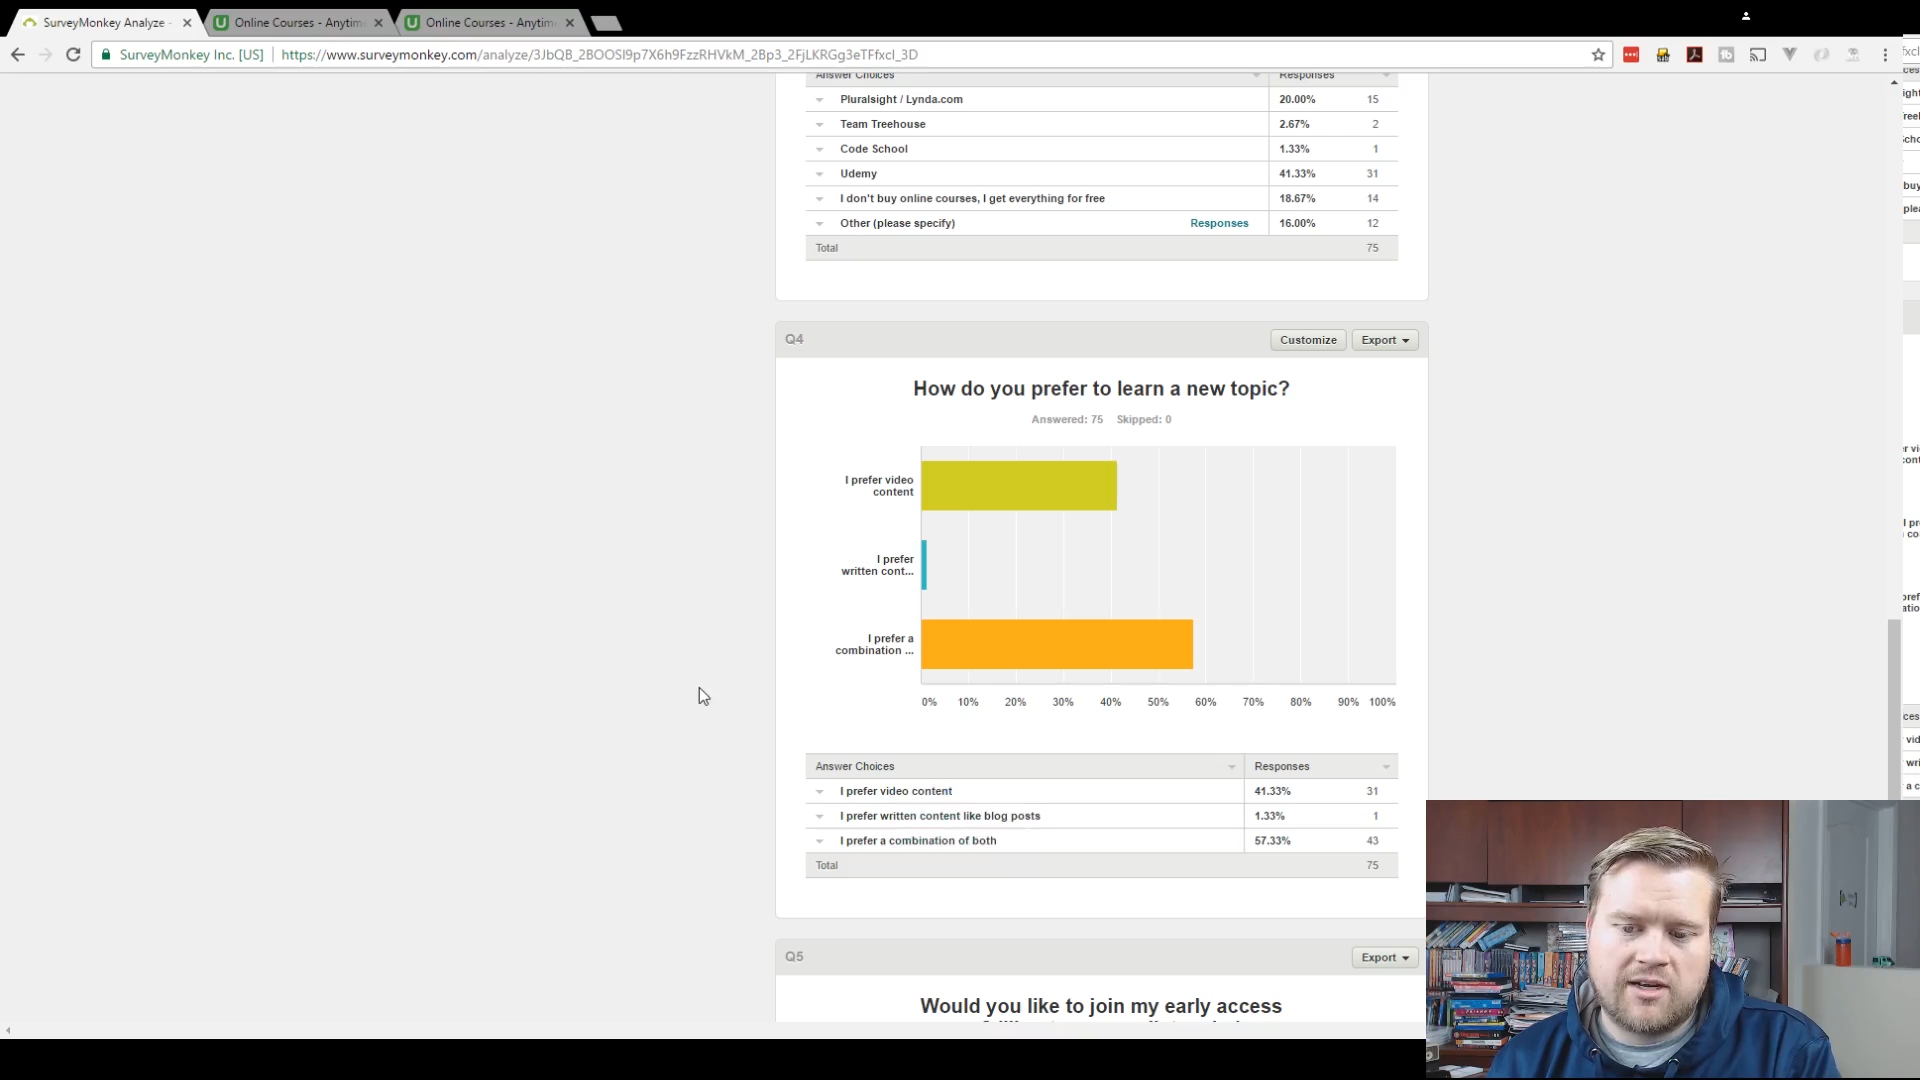 SurveyMonkey Analyze -
Online Courses - Anytim
Online Courses - Anytim
SurveyMonkey Inc. [US]
https://www.surveymonkey.com/analyze/3JbQB_2BOOSl9p7X6h9FzzRHVkM_2Bp3_2FjLKRGg3eTFfxcl_3D
Answer Choices Responses
Pluralsight / Lynda.com 20.00% 15
Team Treehouse 2.67% 2
Code School 1.33% 1
Udemy 41.33% 31
I don't buy online courses, I get everything for free 18.67% 14
Other (please specify) Responses 16.00% 12
Total 75
Q4 Customize Export
How do you prefer to learn a new topic?
Answered: 75 Skipped: 0
I prefer video
content
I prefer
written cont...
I prefer a
combination ...
0% 10% 20% 30% 40% 50% 60% 70% 80% 90% 100%
Answer Choices Responses
I prefer video content 41.33% 31
I prefer written content like blog posts 1.33% 1
I prefer a combination of both 57.33% 43
Total 75
Q5 Export
Would you like to join my early access